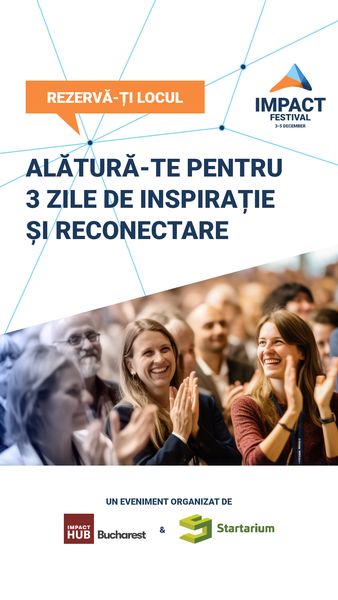 REZERVĂ-ȚI LOCUL
IMPACT
FESTIVAL
3-5 DECEMBER
ALĂTURĂ-TE PENTRU
3 ZILE DE INSPIRAȚIE
ȘI RECONECTARE
UN EVENIMENT ORGANIZAT DE
IMPACT
HUB Bucharest & Startarium